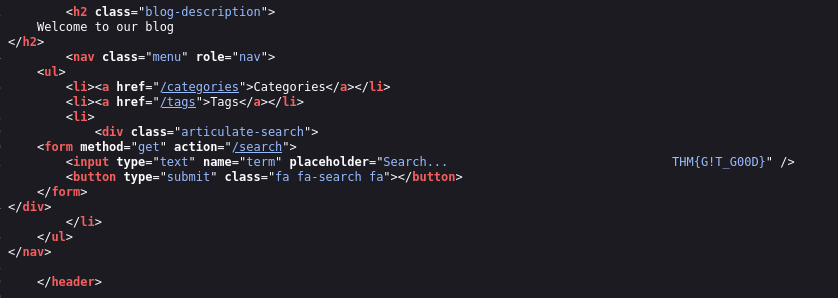 <h2 class="blog-description">
Welcome to our blog
</h2>
<nav class="menu" role="nav">
<ul>
<li><a href="/categories">Categories</a></li>
<li><a href="/tags">Tags</a></li>
<li>
<div class="articulate-search">
<form method="get" action="/search">
<input type="text" name="term" placeholder="Search... THM{G!T_G00D}" />
<button type="submit" class="fa fa-search fa"></button>
</form>
</div>
</li>
</ul>
</nav>
</header>